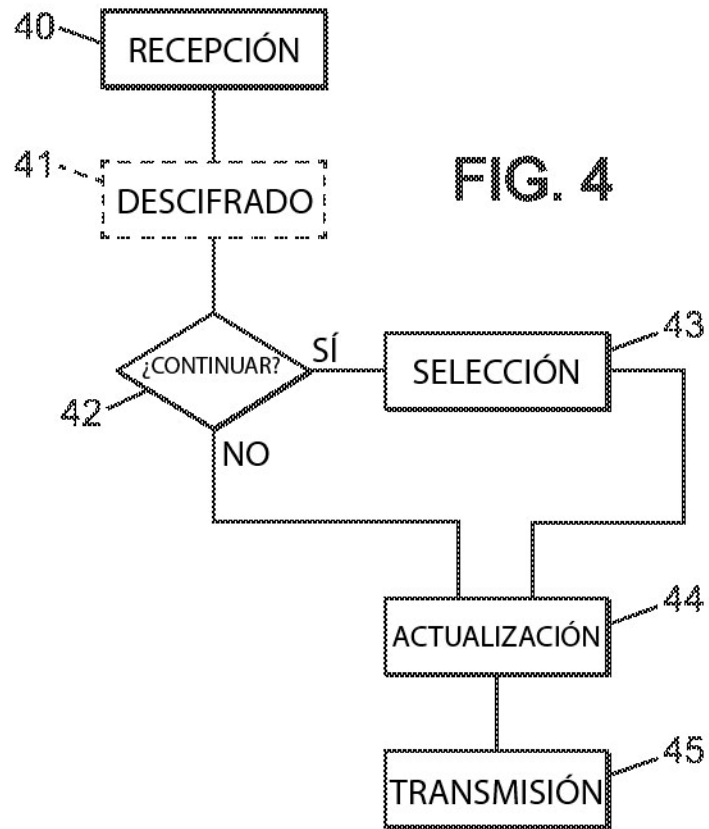 40
RECEPCIÓN
41
DESCIFRADO
FIG. 4
¿CONTINUAR?
SÍ
42
NO
43
SELECCIÓN
44
ACTUALIZACIÓN
45
TRANSMISIÓN